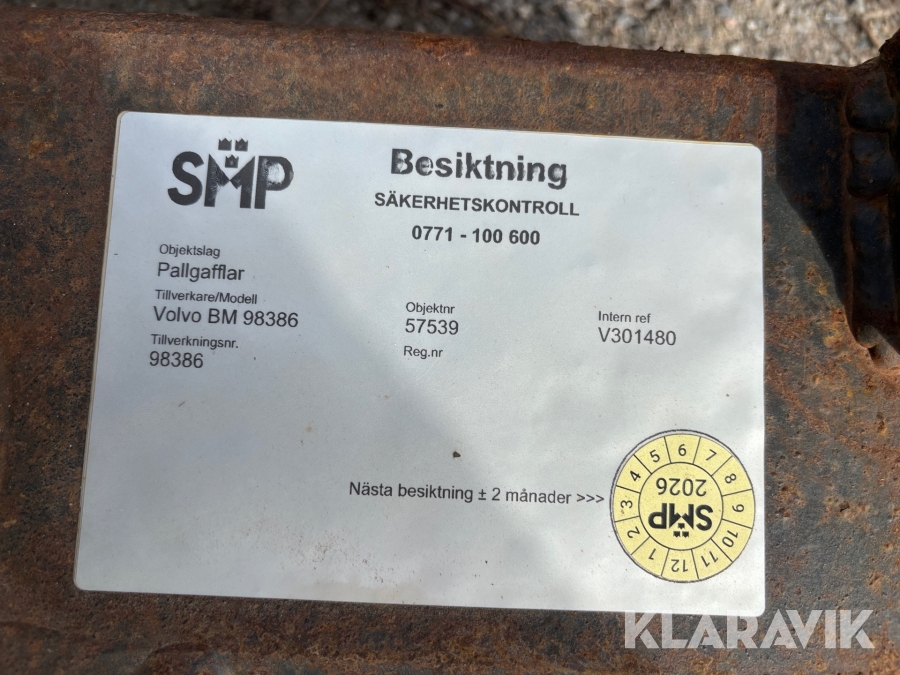 SMP
Besiktning
SÄKERHETSKONTROLL
0771 - 100 600
Objektslag
Pallgafflar
Tillverkare/Modell
Volvo BM 98386
Tillverkningsnr.
98386
Objektnr
57539
Reg.nr
Intern ref
V301480
Nästa besiktning ± 2 månader >>>
1 2 3 4 5 6 7 8 9 10 11 12
2026
SMP
KLARAVIK